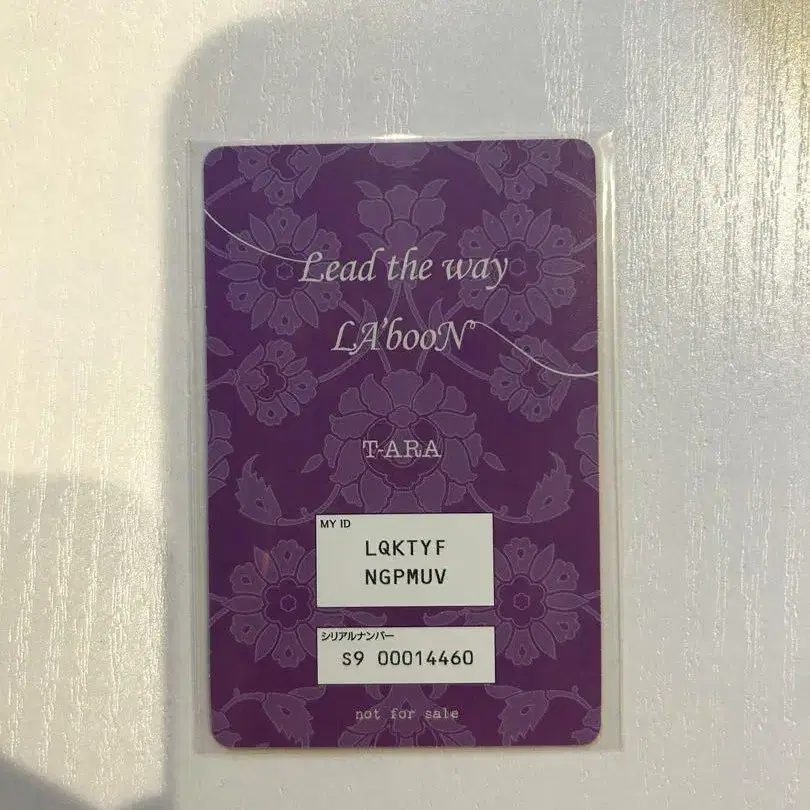 Lead the way
LA'booN
T-ARA
MY ID
LQKTYF
NGPMUV
シリアルナンバー
S9 00014460
not for sale